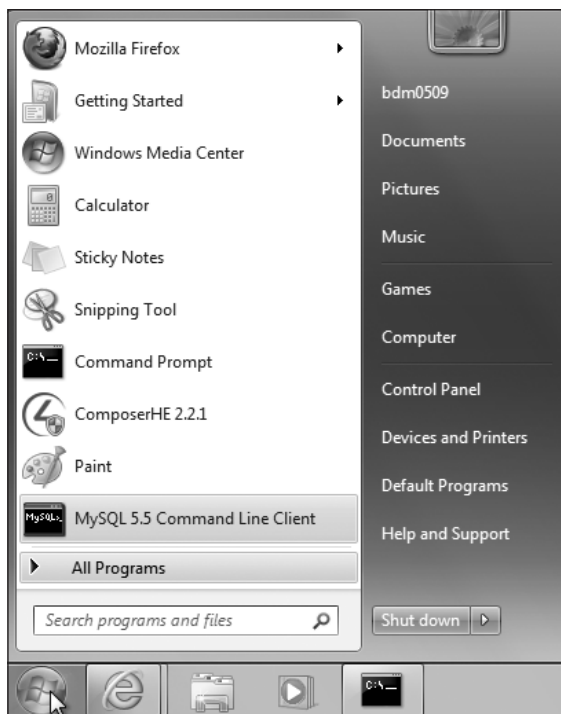 Mozilla Firefox
Getting Started
Windows Media Center
Calculator
Sticky Notes
Snipping Tool
C:\_
Command Prompt
ComposerHE 2.2.1
Paint
MySQL>
MySQL 5.5 Command Line Client
All Programs
Search programs and files
bdm0509
Documents
Pictures
Music
Games
Computer
Control Panel
Devices and Printers
Default Programs
Help and Support
Shut down
C:\_